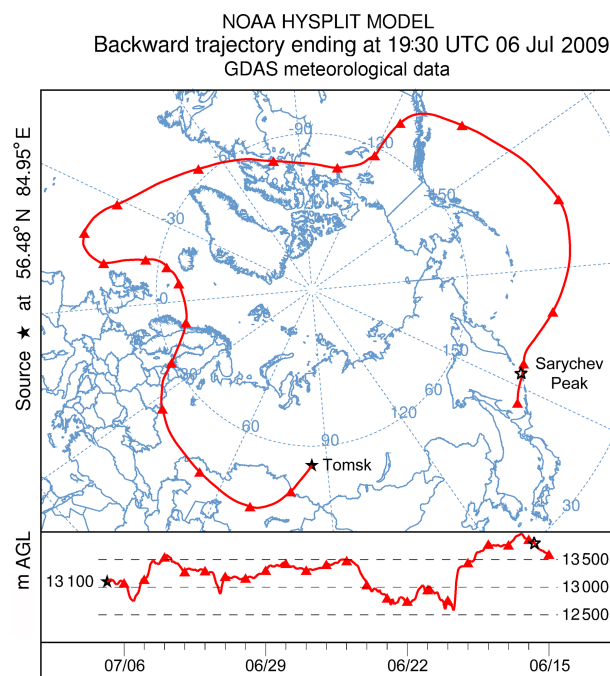 NOAA HYSPLIT MODEL
Backward trajectory ending at 19:30 UTC 06 Jul 2009
GDAS meteorological data
Source ★ at 56.48° N 84.95° E
-90
-120
-60
-150
30
0
-30
150
60
120
60
90
30
Sarychev
Peak
Tomsk
m AGL
13 100
13 500
13 000
12 500
07/06
06/29
06/22
06/15